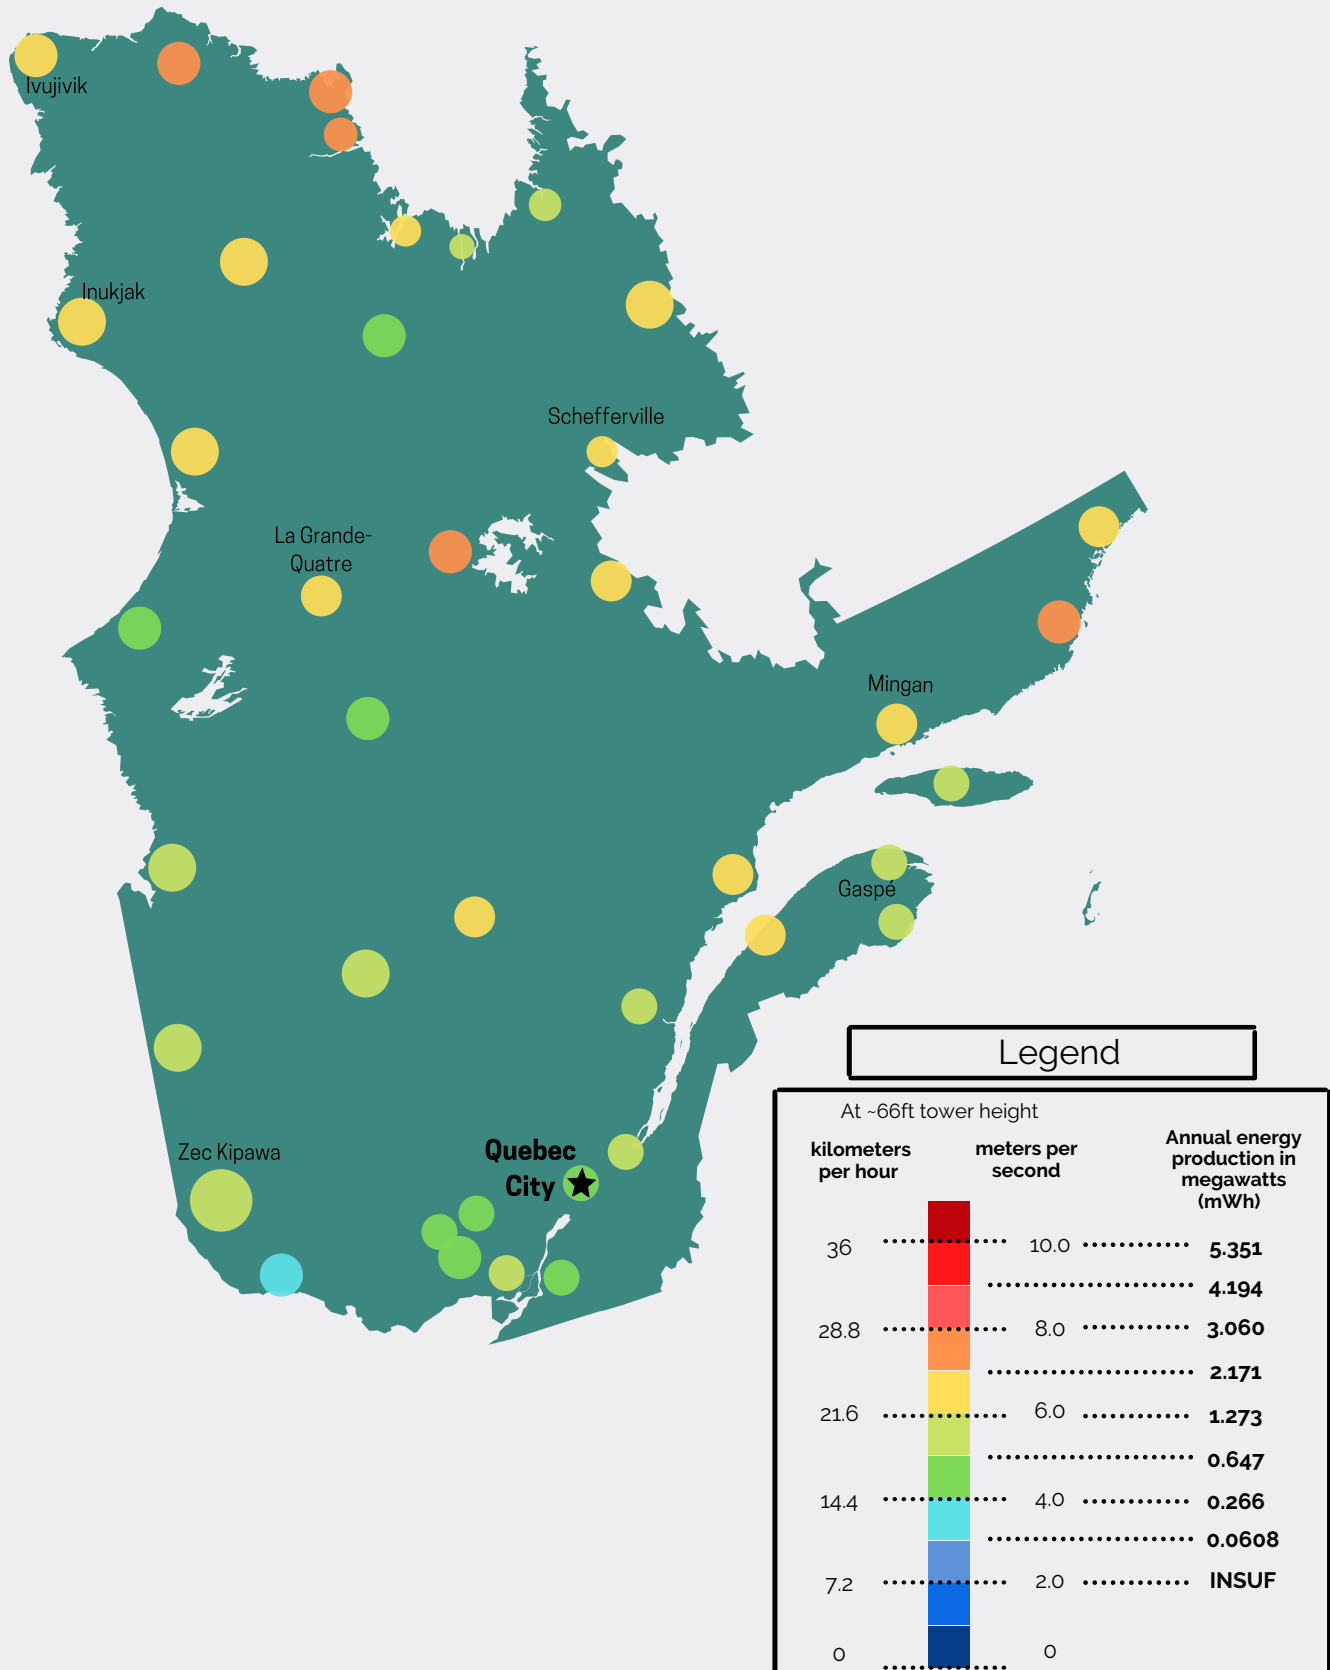 Ivujivik
Inukjak
Schefferville
La Grande-
Quatre
Mingan
Gaspé
Zec Kipawa
Quebec
City
Legend
At ~66ft tower height
kilometers
per hour
meters per
second
Annual energy
production in
megawatts
(mWh)
36 10.0 5.351
4.194
28.8 8.0 3.060
2.171
21.6 6.0 1.273
0.647
14.4 4.0 0.266
0.0608
7.2 2.0 INSUF
0 0